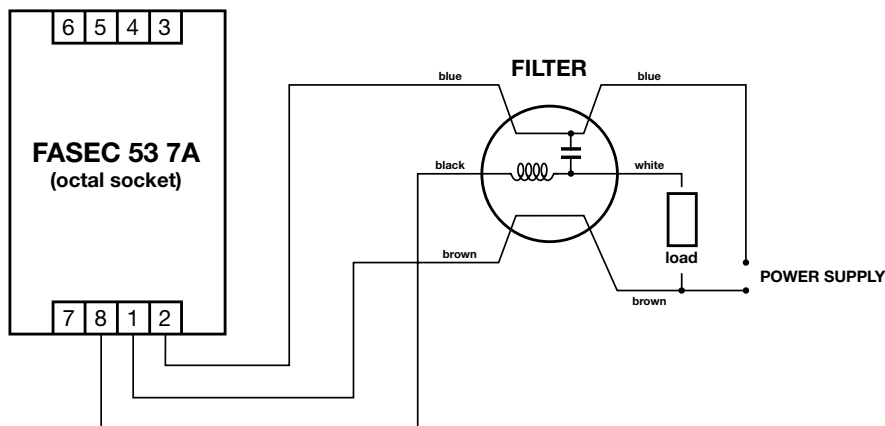 6 5 4 3
FASEC 53 7A
(octal socket)
7 8 1 2
FILTER
blue
blue
black
white
brown
load
brown
POWER SUPPLY